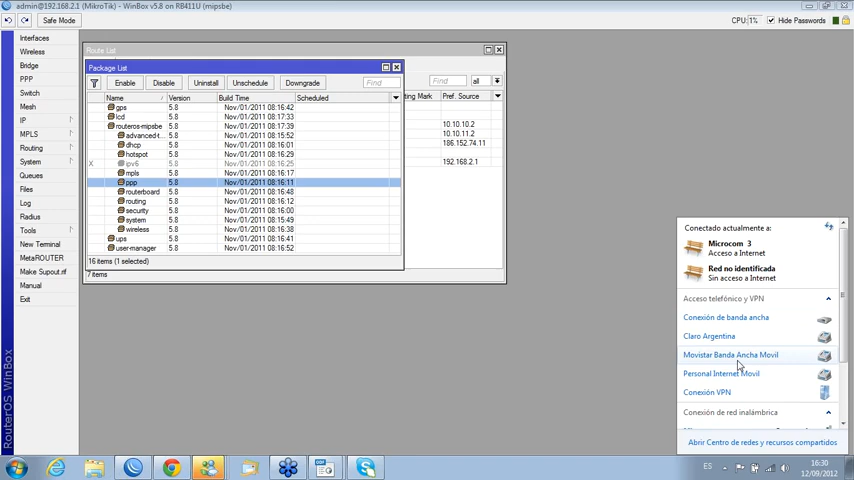 admin@192.168.2.1 (MikroTik) - WinBox v5.8 on RB411U (mipsbe)
Safe Mode
CPU: 1%
Hide Passwords
Interfaces
Wireless
Bridge
PPP
Switch
Mesh
IP
MPLS
Routing
System
Queues
Files
Log
Radius
Tools
New Terminal
MetaROUTER
Make Supout.rif
Manual
Exit
RouterOS WinBox
Route List
Find
all
ting Mark
Pref. Source
10.10.10.2
10.10.11.2
186.152.74.11
192.168.2.1
7 items
Package List
Enable
Disable
Uninstall
Unschedule
Downgrade
Find
Name / Version Build Time Scheduled
gps 5.8 Nov/01/2011 08:16:42
lcd 5.8 Nov/01/2011 08:17:33
routeros-mipsbe 5.8 Nov/01/2011 08:17:39
advanced-t... 5.8 Nov/01/2011 08:15:52
dhcp 5.8 Nov/01/2011 08:16:01
hotspot 5.8 Nov/01/2011 08:16:29
X ipv6 5.8 Nov/01/2011 08:16:25
mpls 5.8 Nov/01/2011 08:16:17
ppp 5.8 Nov/01/2011 08:16:11
routerboard 5.8 Nov/01/2011 08:16:48
routing 5.8 Nov/01/2011 08:16:12
security 5.8 Nov/01/2011 08:16:00
system 5.8 Nov/01/2011 08:15:49
wireless 5.8 Nov/01/2011 08:16:38
ups 5.8 Nov/01/2011 08:16:41
user-manager 5.8 Nov/01/2011 08:16:52
16 items (1 selected)
Conectado actualmente a:
Microcom 3
Acceso a Internet
Red no identificada
Sin acceso a Internet
Acceso telefónico y VPN
Conexión de banda ancha
Claro Argentina
Movistar Banda Ancha Movil
Personal Internet Movil
Conexión VPN
Conexión de red inalámbrica
Abrir Centro de redes y recursos compartidos
ES
16:30
12/09/2012